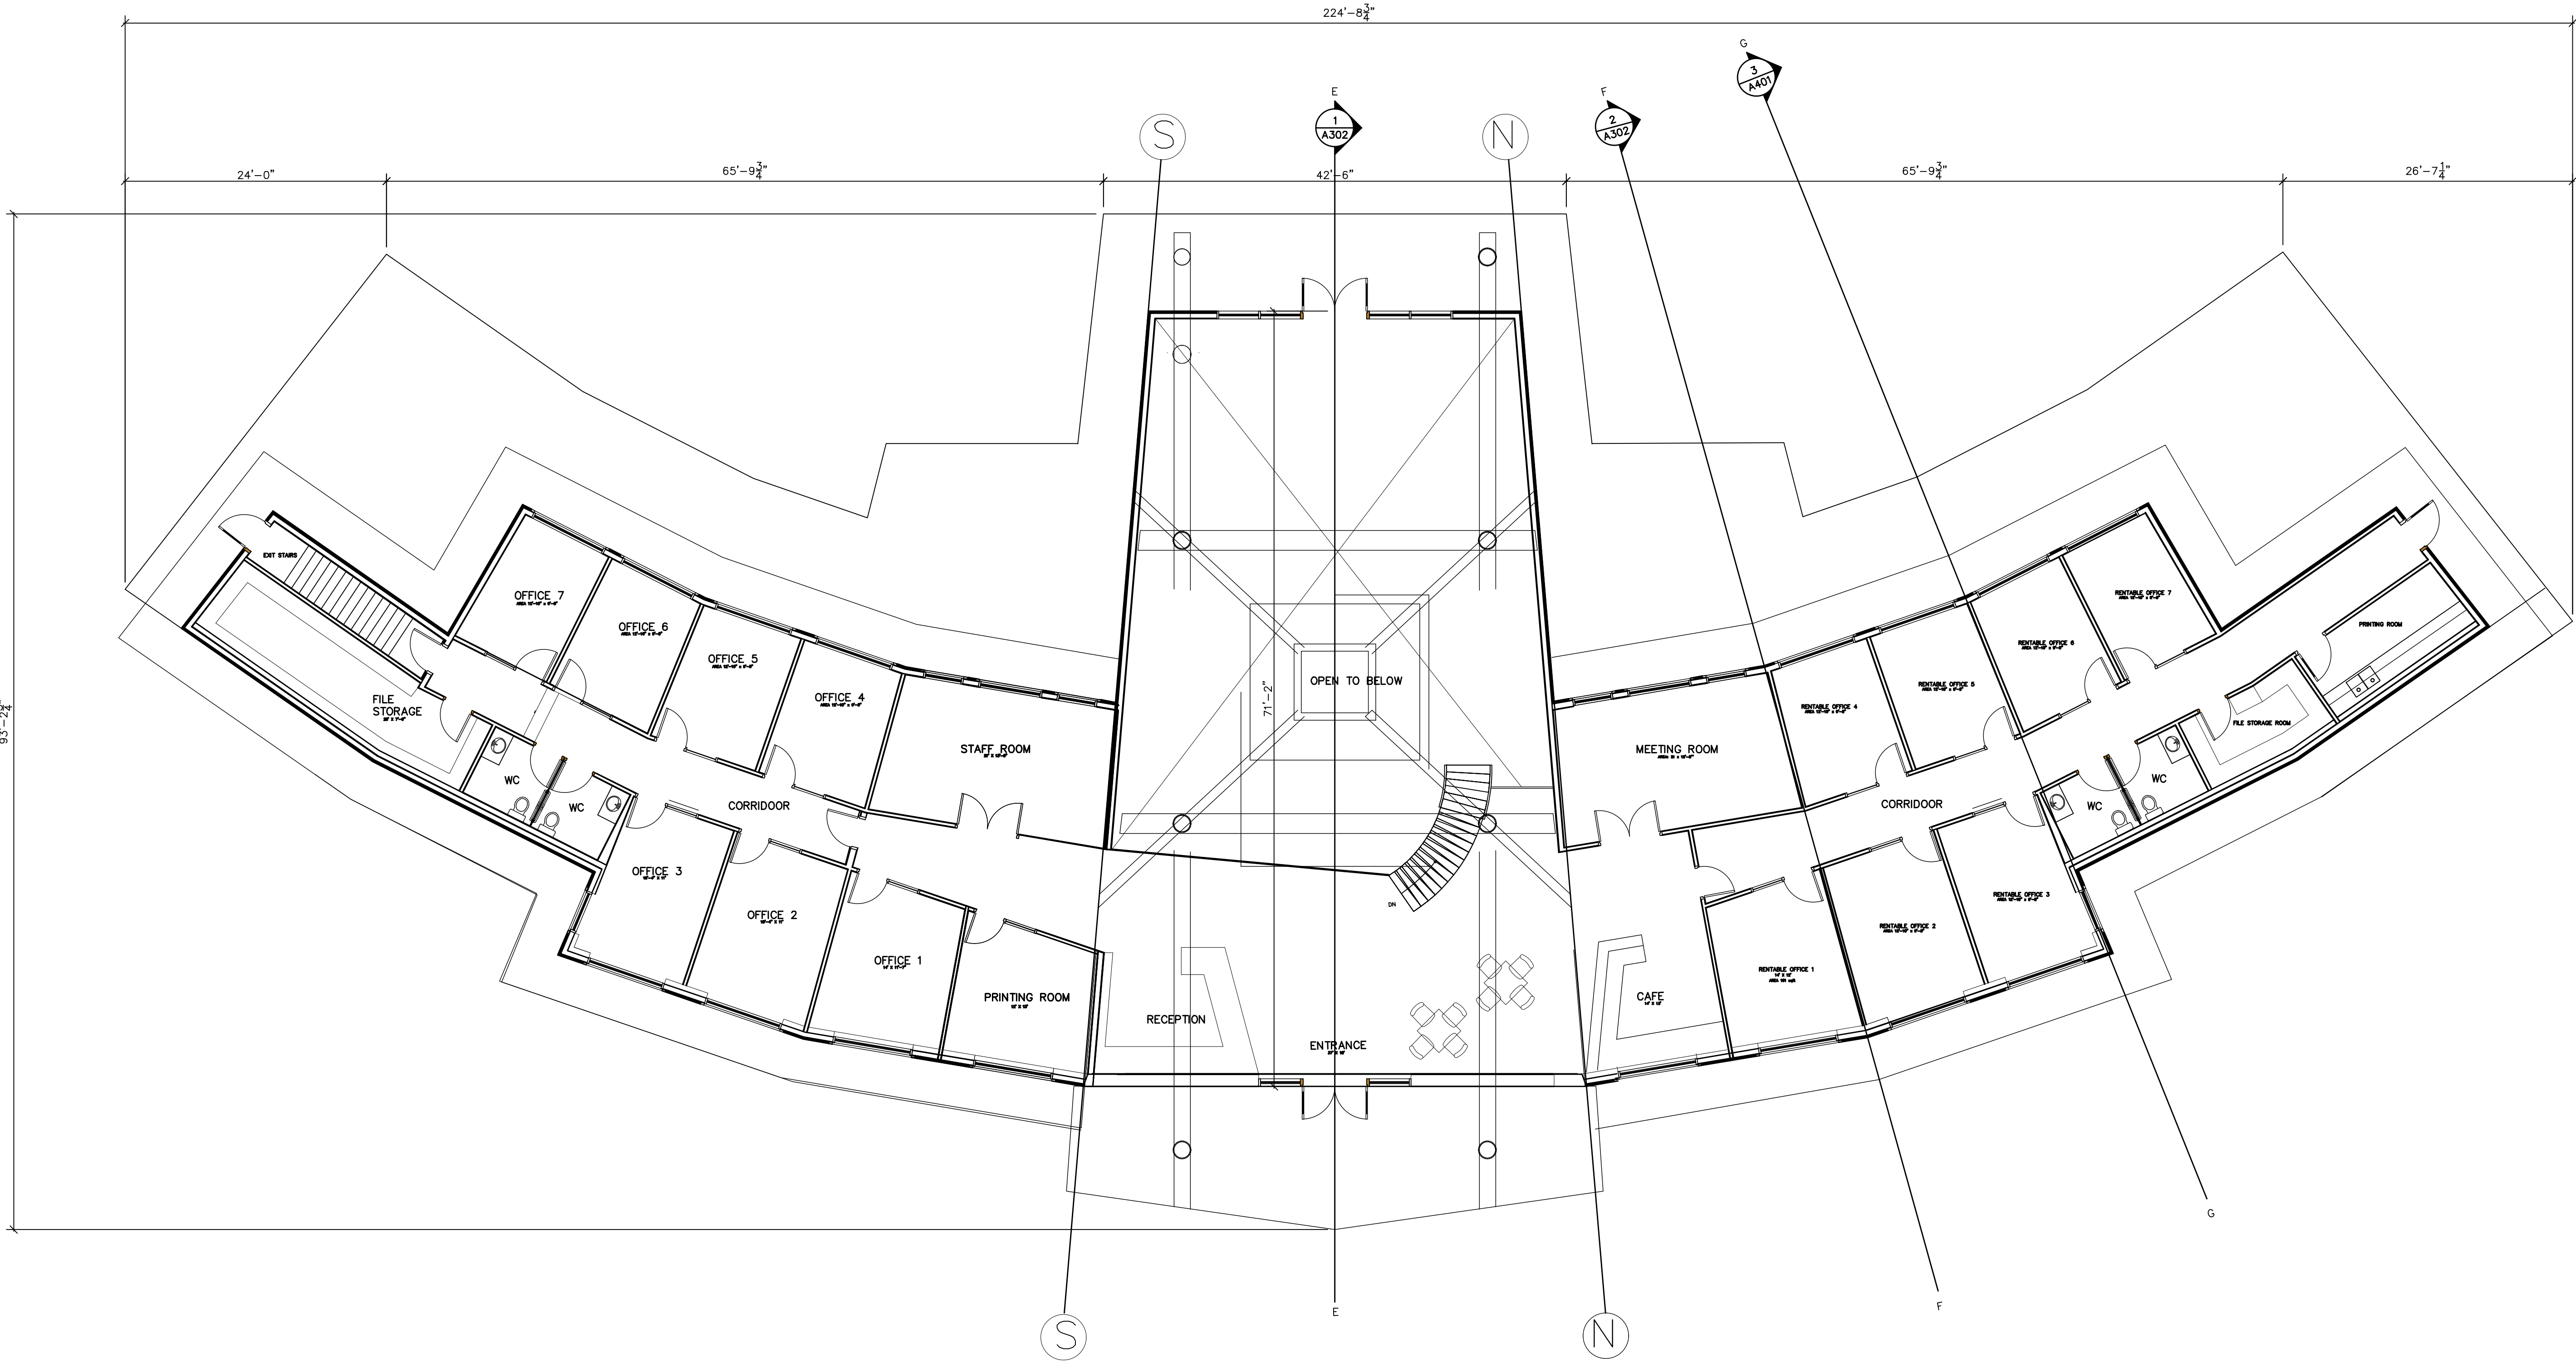 224'-8 3/4"
G
3
A401
E
1
A302
F
2
A302
S
N
24'-0"
65'-9 3/4"
42'-6"
65'-9 3/4"
26'-7 1/4"
EXIT STAIRS
OFFICE 7
OFFICE 6
OFFICE 5
OFFICE 4
FILE
STORAGE
STAFF ROOM
WC
WC
CORRIDOOR
OFFICE 3
OFFICE 2
OFFICE 1
PRINTING ROOM
RECEPTION
OPEN TO BELOW
71'-2"
DN
ENTRANCE
MEETING ROOM
RENTABLE OFFICE 4
RENTABLE OFFICE 5
RENTABLE OFFICE 6
RENTABLE OFFICE 7
PRINTING ROOM
FILE STORAGE ROOM
WC
WC
CORRIDOOR
RENTABLE OFFICE 3
RENTABLE OFFICE 2
RENTABLE OFFICE 1
CAFE
G
F
E
S
N